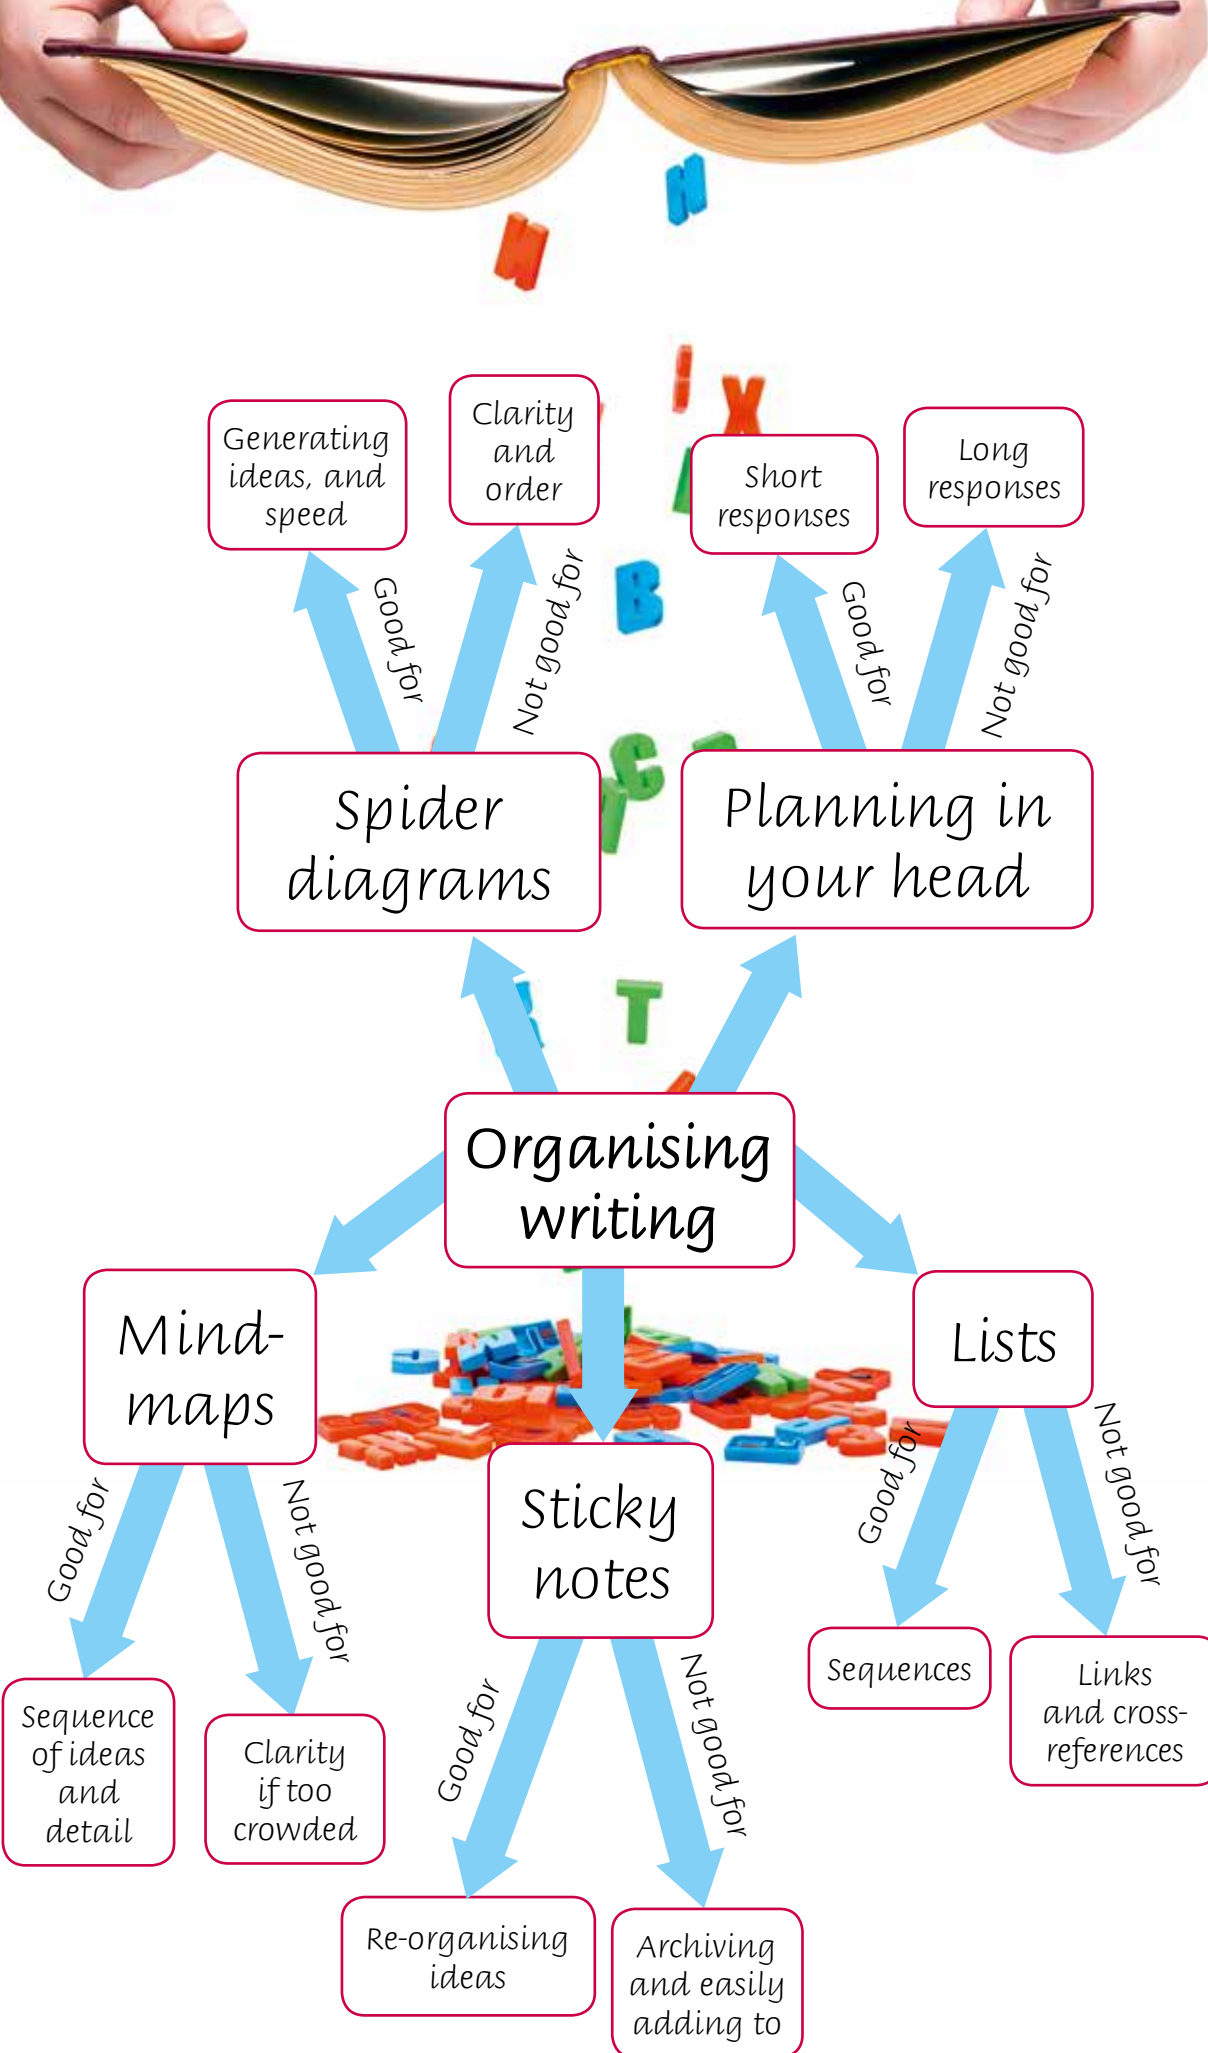 Generating
ideas, and
speed
Clarity
and
order
Short
responses
Long
responses
Good for
Not good for
Good for
Not good for
Spider
diagrams
Planning in
your head
Organising
writing
Mind-
maps
Lists
Sticky
notes
Good for
Not good for
Good for
Not good for
Good for
Not good for
Sequence
of ideas
and
detail
Clarity
if too
crowded
Sequences
Links
and cross-
references
Re-organising
ideas
Archiving
and easily
adding to
H
H
I
X
B
C
T